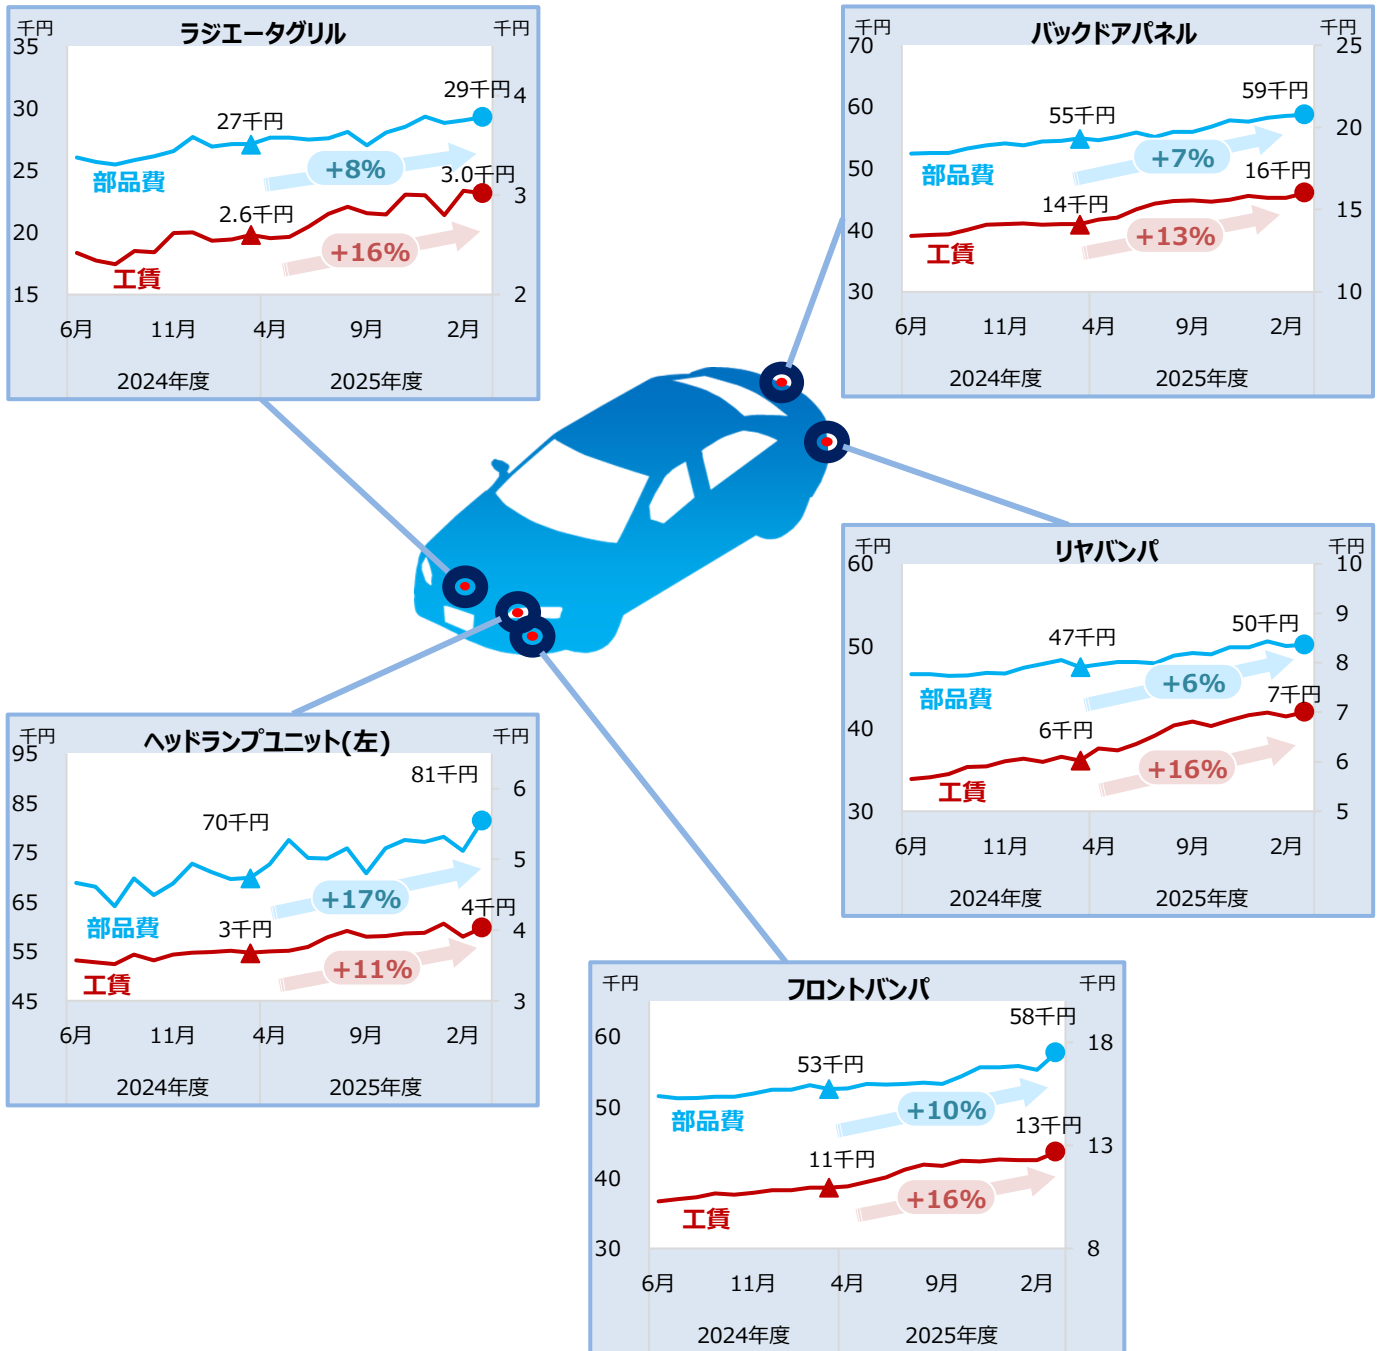 ラジエータグリル
千円
千円
35
30
25
20
15
4
3
2
27千円
29千円
部品費
+8%
2.6千円
3.0千円
工賃
+16%
6月 11月 4月 9月 2月
2024年度 2025年度
バックドアパネル
千円
千円
70
60
50
40
30
25
20
15
10
55千円
59千円
部品費
+7%
14千円
16千円
工賃
+13%
6月 11月 4月 9月 2月
2024年度 2025年度
リヤバンパ
千円
千円
60
50
40
30
10
9
8
7
6
5
47千円
50千円
部品費
+6%
6千円
7千円
工賃
+16%
6月 11月 4月 9月 2月
2024年度 2025年度
ヘッドランプユニット(左)
千円
千円
95
85
75
65
55
45
6
5
4
3
70千円
81千円
部品費
+17%
3千円
4千円
工賃
+11%
6月 11月 4月 9月 2月
2024年度 2025年度
フロントバンパ
千円
千円
60
50
40
30
18
13
8
53千円
58千円
部品費
+10%
11千円
13千円
工賃
+16%
6月 11月 4月 9月 2月
2024年度 2025年度